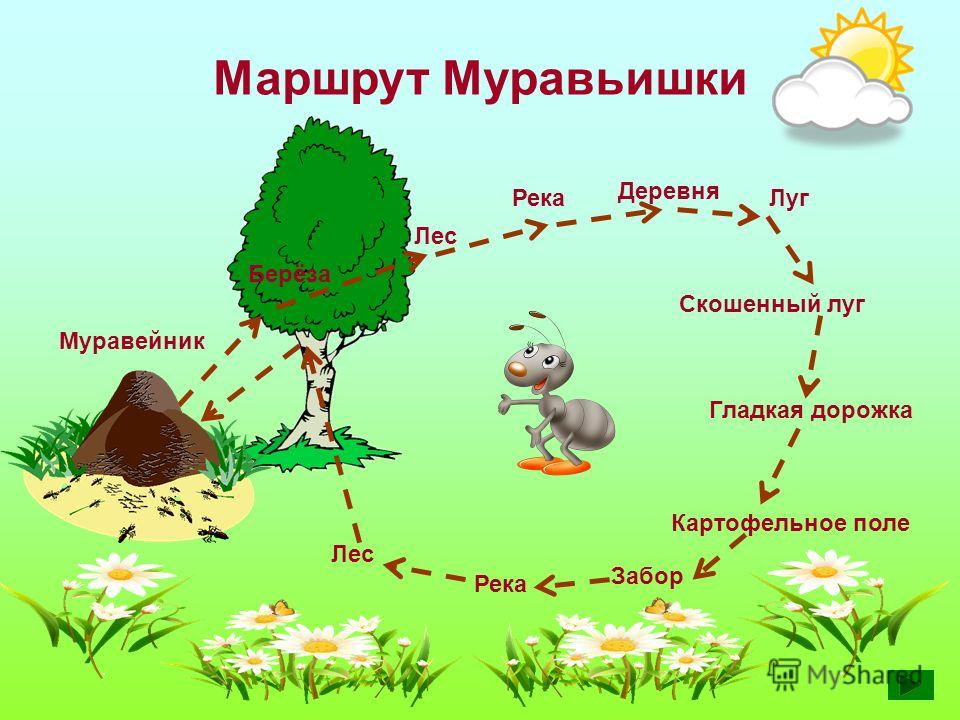 Маршрут Муравьишки
Река
Деревня
Луг
Лес
Берёза
Скошенный луг
Муравейник
Гладкая дорожка
Картофельное поле
Лес
Забор
Река
MyShared